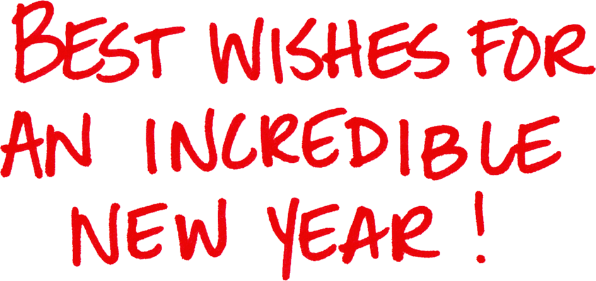 BEST WISHES FOR
AN INCREDIBLE
NEW YEAR!